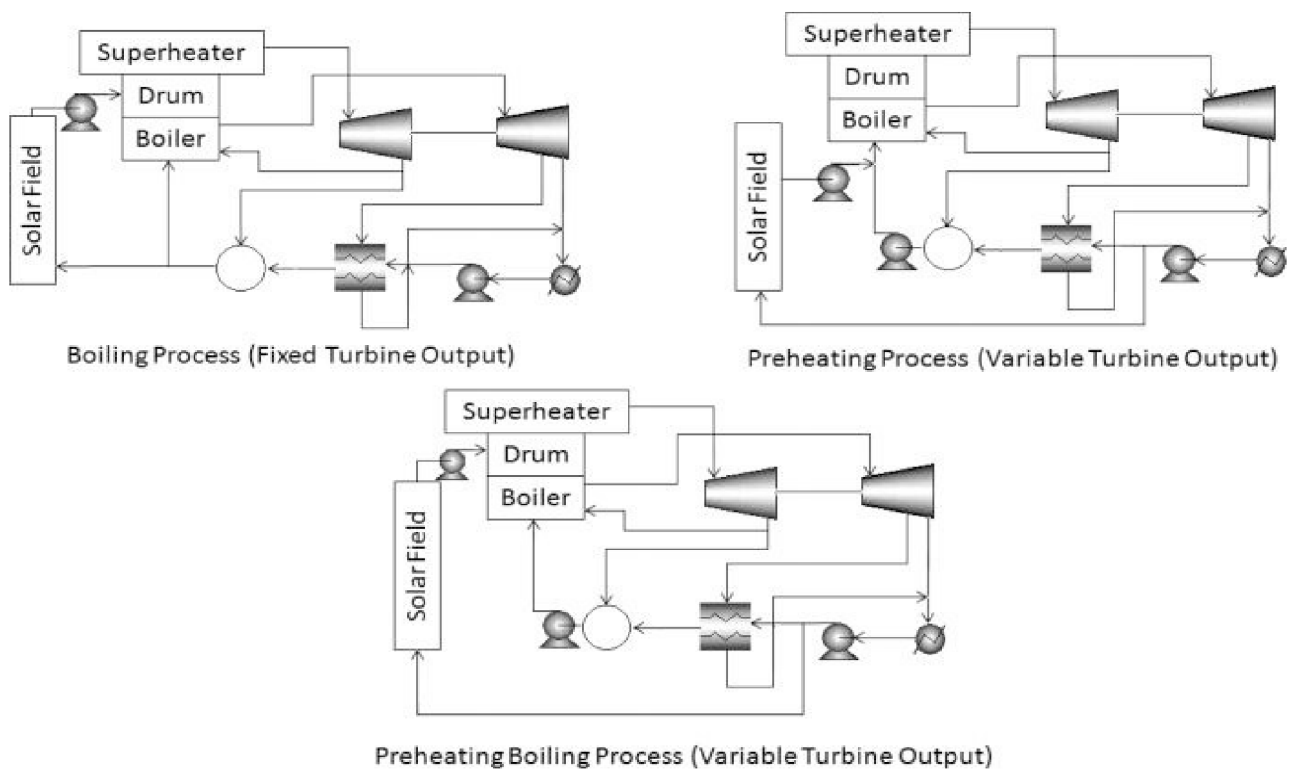 Superheater
Drum
Boiler
Solar Field
Boiling Process (Fixed Turbine Output)
Superheater
Drum
Boiler
Solar Field
Preheating Process (Variable Turbine Output)
Superheater
Drum
Boiler
Solar Field
Preheating Boiling Process (Variable Turbine Output)